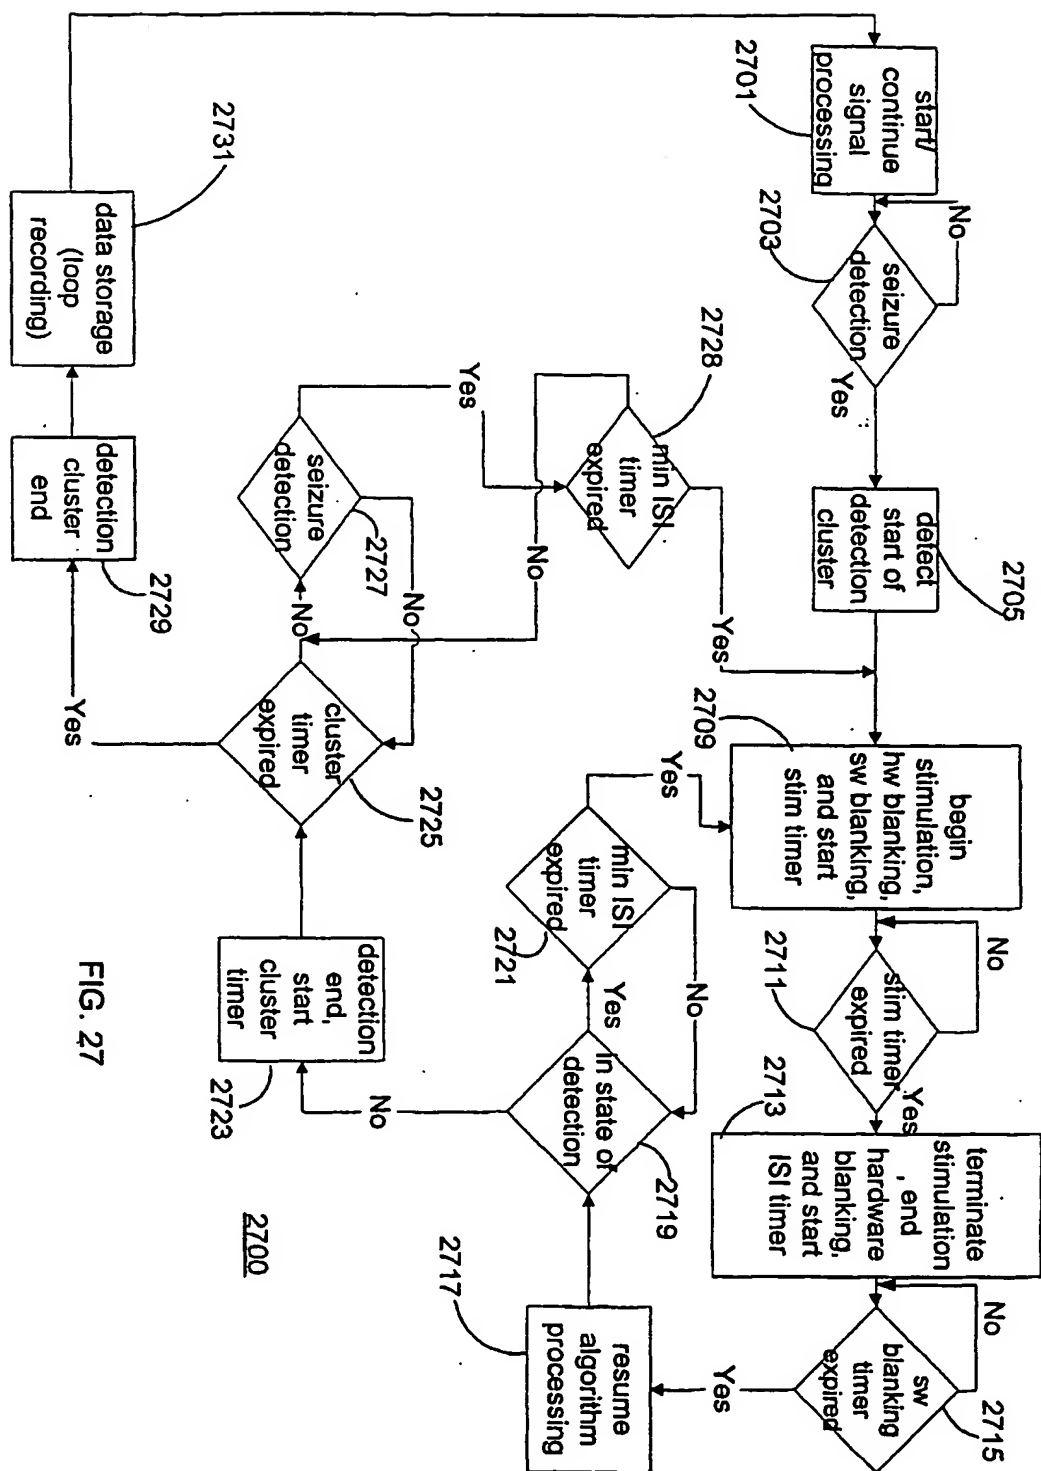 start/
continue
signal
processing
2701
No
seizure
detection
2703
Yes
detect
start of
detection
cluster
2705
begin
stimulation,
hw blanking,
sw blanking,
and start
stim timer
2709
No
stim timer
expired
2711
Yes
terminate
stimulation
, end
hardware
blanking,
and start
ISI timer
2713
No
sw
blanking
timer
expired
2715
Yes
resume
algorithm
processing
2717
in state of
detection
2719
Yes
min ISI
timer
expired
2721
No
Yes
No
detection
end,
start
cluster
timer
2723
cluster
timer
expired
2725
No
seizure
detection
2727
No
Yes
min ISI
timer
expired
2728
No
Yes
Yes
detection
cluster
end
2729
data storage
(loop
recording)
2731
2700
FIG. 27